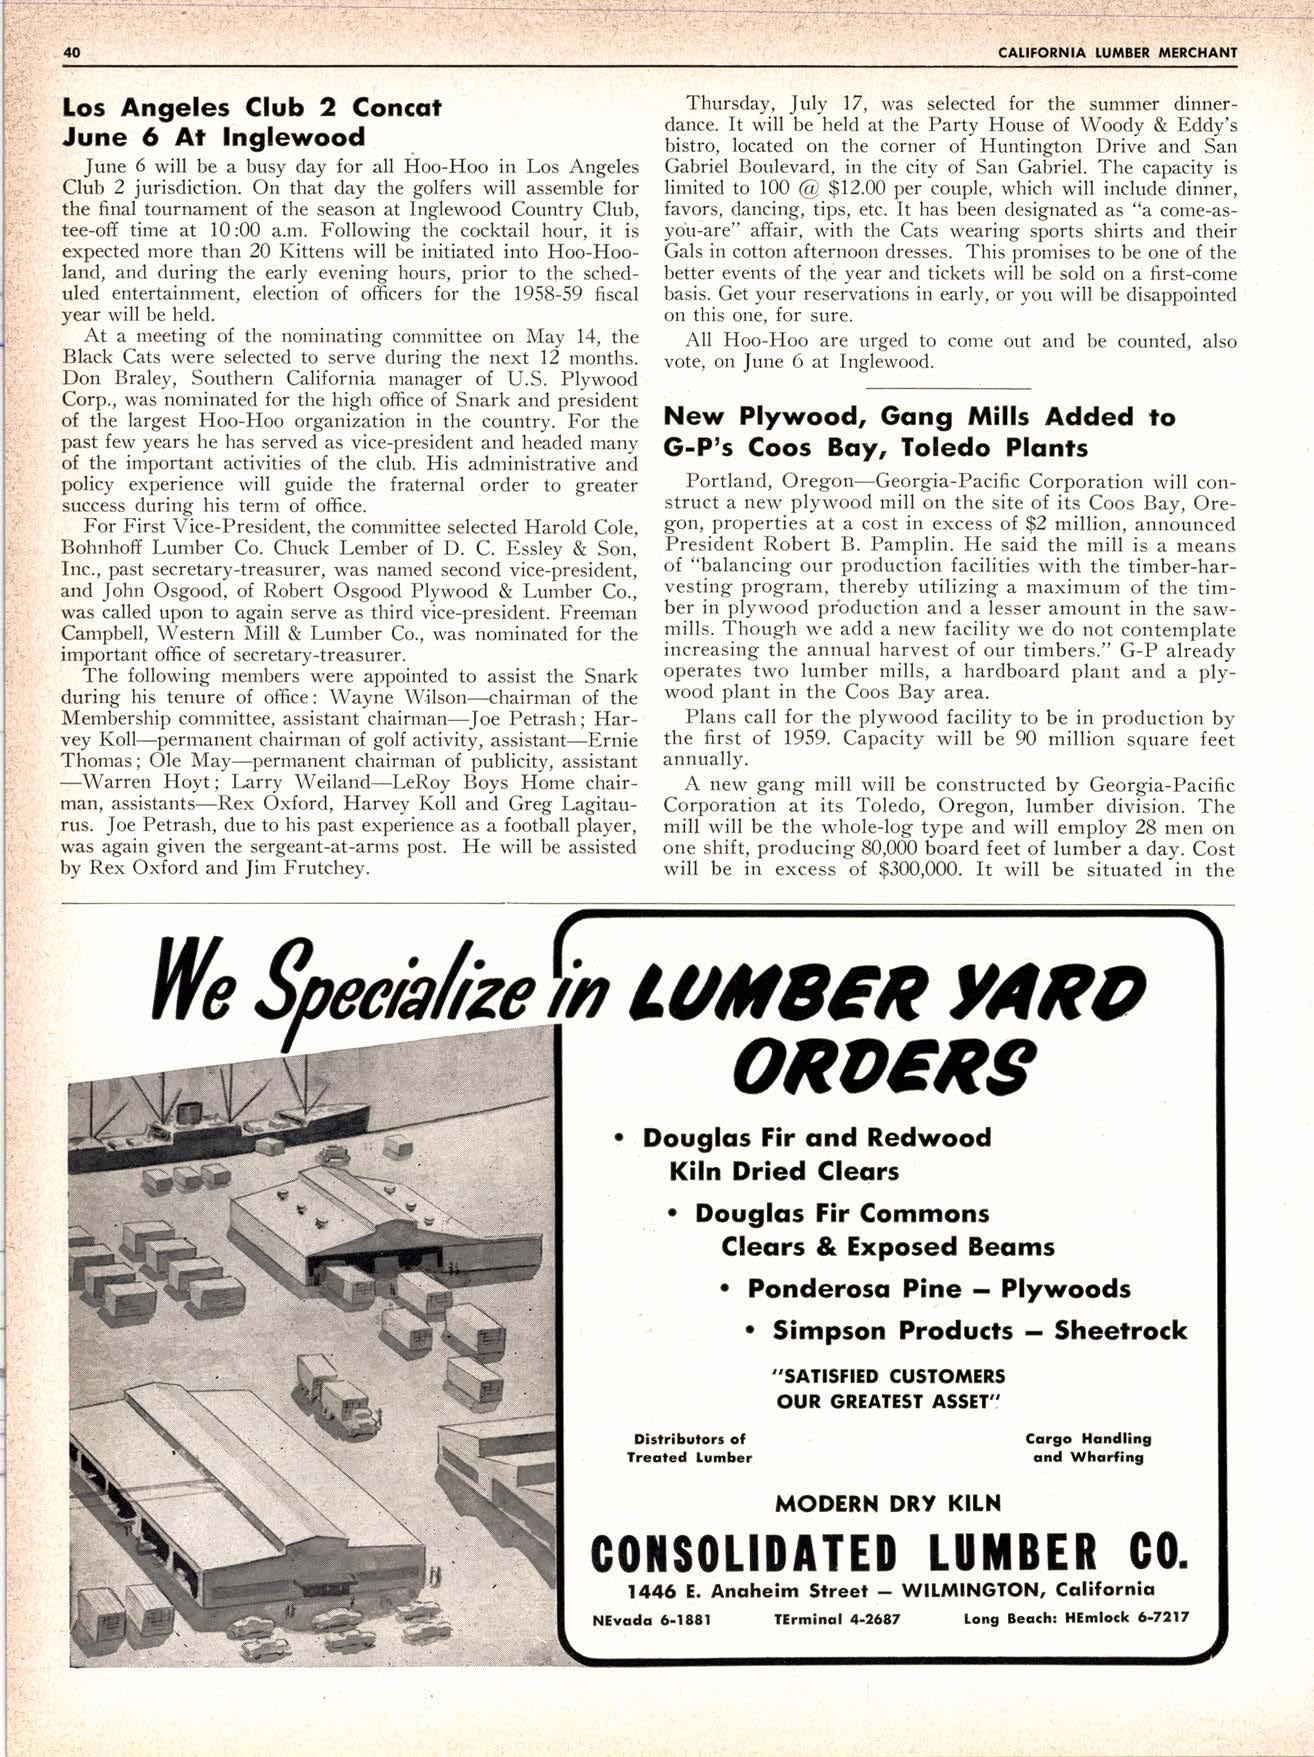 40
CALIFORNIA LUMBER MERCHANT
Los Angeles Club 2 Concat
June 6 At Inglewood
June 6 will be a busy day for all Hoo-Hoo in Los Angeles
Club 2 jurisdiction. On that day the golfers will assemble for
the final tournament of the season at Inglewood Country Club,
tee-off time at 10:00 a.m. Following the cocktail hour, it is
expected more than 20 Kittens will be initiated into Hoo-Hoo-
land, and during the early evening hours, prior to the sched-
uled entertainment, election of officers for the 1958-59 fiscal
year will be held.
At a meeting of the nominating committee on May 14, the
Black Cats were selected to serve during the next 12 months.
Don Braley, Southern California manager of U.S. Plywood
Corp., was nominated for the high office of Snark and president
of the largest Hoo-Hoo organization in the country. For the
past few years he has served as vice-president and headed many
of the important activities of the club. His administrative and
policy experience will guide the fraternal order to greater
success during his term of office.
For First Vice-President, the committee selected Harold Cole,
Bohnhoff Lumber Co. Chuck Lember of D. C. Essley & Son,
Inc., past secretary-treasurer, was named second vice-president,
and John Osgood, of Robert Osgood Plywood & Lumber Co.,
was called upon to again serve as third vice-president. Freeman
Campbell, Western Mill & Lumber Co., was nominated for the
important office of secretary-treasurer.
The following members were appointed to assist the Snark
during his tenure of office: Wayne Wilson—chairman of the
Membership committee, assistant chairman—Joe Petrash; Har-
vey Koll—permanent chairman of golf activity, assistant—Ernie
Thomas; Ole May—permanent chairman of publicity, assistant
—Warren Hoyt; Larry Weiland—LeRoy Boys Home chair-
man, assistants—Rex Oxford, Harvey Koll and Greg Lagitau-
rus. Joe Petrash, due to his past experience as a football player,
was again given the sergeant-at-arms post. He will be assisted
by Rex Oxford and Jim Frutchey.
Thursday, July 17, was selected for the summer dinner-
dance. It will be held at the Party House of Woody & Eddy's
bistro, located on the corner of Huntington Drive and San
Gabriel Boulevard, in the city of San Gabriel. The capacity is
limited to 100 @ $12.00 per couple, which will include dinner,
favors, dancing, tips, etc. It has been designated as "a come-as-
you-are" affair, with the Cats wearing sports shirts and their
Gals in cotton afternoon dresses. This promises to be one of the
better events of the year and tickets will be sold on a first-come
basis. Get your reservations in early, or you will be disappointed
on this one, for sure.
All Hoo-Hoo are urged to come out and be counted, also
vote, on June 6 at Inglewood.
New Plywood, Gang Mills Added to
G-P's Coos Bay, Toledo Plants
Portland, Oregon—Georgia-Pacific Corporation will con-
struct a new plywood mill on the site of its Coos Bay, Ore-
gon, properties at a cost in excess of $2 million, announced
President Robert B. Pamplin. He said the mill is a means
of "balancing our production facilities with the timber-har-
vesting program, thereby utilizing a maximum of the tim-
ber in plywood production and a lesser amount in the saw-
mills. Though we add a new facility we do not contemplate
increasing the annual harvest of our timbers." G-P already
operates two lumber mills, a hardboard plant and a ply-
wood plant in the Coos Bay area.
Plans call for the plywood facility to be in production by
the first of 1959. Capacity will be 90 million square feet
annually.
A new gang mill will be constructed by Georgia-Pacific
Corporation at its Toledo, Oregon, lumber division. The
mill will be the whole-log type and will employ 28 men on
one shift, producing 80,000 board feet of lumber a day. Cost
will be in excess of $300,000. It will be situated in the
We Specialize in LUMBER YARD
ORDERS
• Douglas Fir and Redwood
Kiln Dried Clears
• Douglas Fir Commons
Clears & Exposed Beams
• Ponderosa Pine – Plywoods
• Simpson Products – Sheetrock
"SATISFIED CUSTOMERS
OUR GREATEST ASSET"
Distributors of
Treated Lumber
Cargo Handling
and Wharfing
MODERN DRY KILN
CONSOLIDATED LUMBER CO.
1446 E. Anaheim Street – WILMINGTON, California
NEvada 6-1881 TErminal 4-2687 Long Beach: HEmlock 6-7217